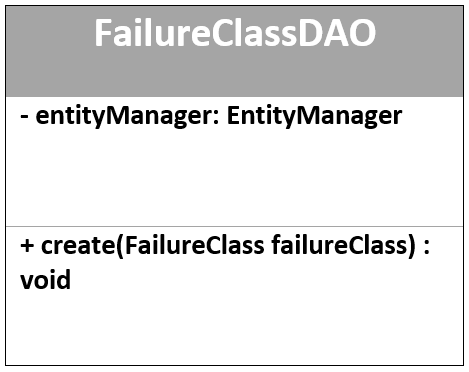 FailureClassDAO
- entityManager: EntityManager
+ create(FailureClass failureClass) :
void